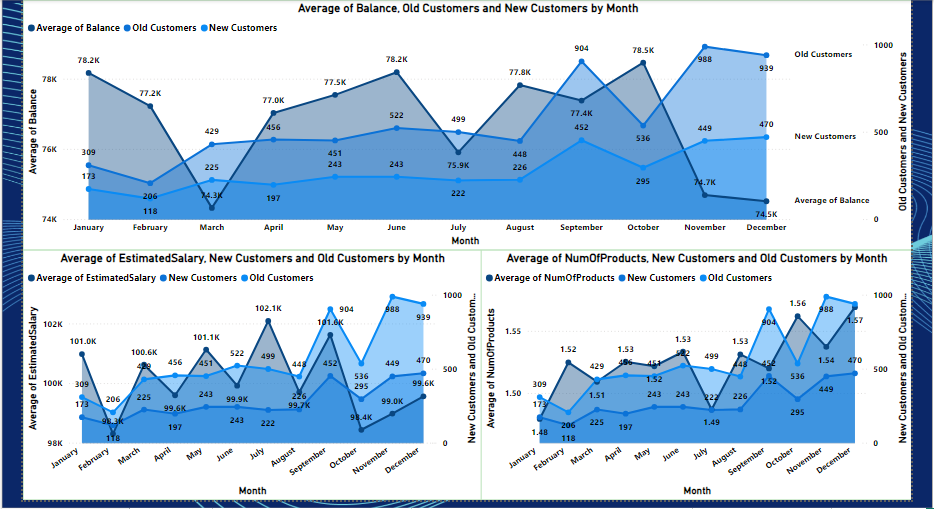 Average of Balance, Old Customers and New Customers by Month
Average of Balance Old Customers New Customers
Average of Balance
78K
76K
74K
78.2K 77.2K 74.3K 77.0K 77.5K 78.2K 75.9K 77.8K 77.4K 78.5K 74.7K 74.5K
309 206 429 456 451 522 499 448 904 536 988 939
173 118 225 197 243 243 222 226 452 295 449 470
Old Customers
New Customers
Average of Balance
1000
500
0
Old Customers and New Customers
January February March April May June July August September October November December
Month
Average of EstimatedSalary, New Customers and Old Customers by Month
Average of EstimatedSalary New Customers Old Customers
Average of EstimatedSalary
102K
100K
98K
101.0K 98.3K 100.6K 99.6K 101.1K 99.9K 102.1K 99.7K 101.6K 98.4K 99.0K 99.6K
309 206 429 456 451 522 499 448 904 536 988 939
173 118 225 197 243 243 222 226 452 295 449 470
1000
500
0
New Customers and Old Custom...
January February March April May June July August September October November December
Month
Average of NumOfProducts, New Customers and Old Customers by Month
Average of NumOfProducts New Customers Old Customers
Average of NumOfProducts
1.55
1.50
1.48 1.52 1.51 1.53 1.52 1.53 1.49 1.53 1.52 1.56 1.54 1.57
309 206 429 456 451 522 499 448 904 536 988
173 118 225 197 243 243 222 226 452 295 449 470
1000
500
0
New Customers and Old Custom...
January February March April May June July August September October November December
Month